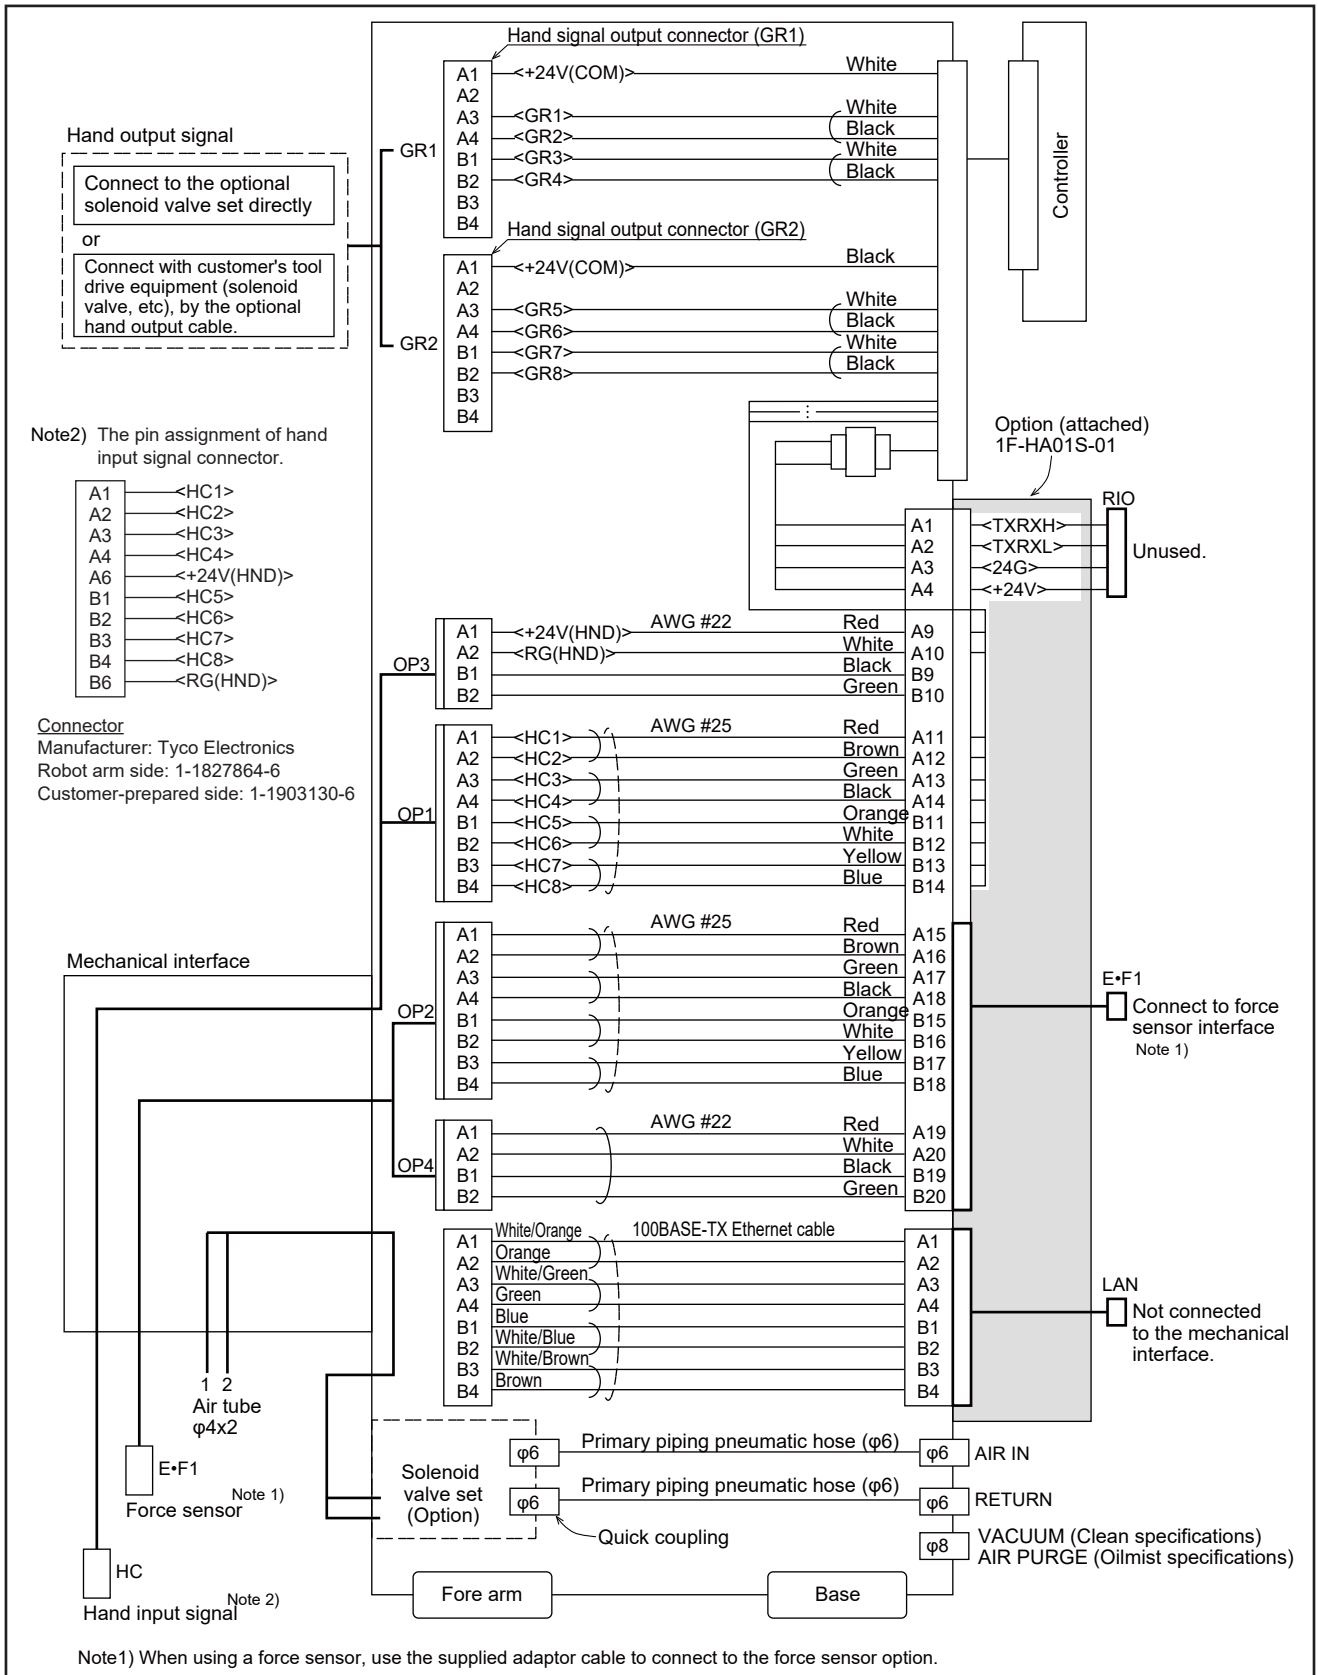 Hand signal output connector (GR1)
A1 <+24V(COM)> White
A2
A3 <GR1> White
A4 <GR2> Black
B1 <GR3> White
B2 <GR4> Black
B3
B4
GR1
Controller
Hand output signal
Connect to the optional
solenoid valve set directly
or
Connect with customer's tool
drive equipment (solenoid
valve, etc), by the optional
hand output cable.
Hand signal output connector (GR2)
A1 <+24V(COM)> Black
A2
A3 <GR5> White
A4 <GR6> Black
B1 <GR7> White
B2 <GR8> Black
B3
B4
GR2
Note2) The pin assignment of hand
input signal connector.
A1 <HC1>
A2 <HC2>
A3 <HC3>
A4 <HC4>
A6 <+24V(HND)>
B1 <HC5>
B2 <HC6>
B3 <HC7>
B4 <HC8>
B6 <RG(HND)>
Connector
Manufacturer: Tyco Electronics
Robot arm side: 1-1827864-6
Customer-prepared side: 1-1903130-6
Option (attached)
1F-HA01S-01
RIO
A1 <TXRXH>
A2 <TXRXL>
A3 <24G>
A4 <+24V>
Unused.
OP3
A1 <+24V(HND)> AWG #22 Red A9
A2 <RG(HND)> White A10
B1 Black B9
B2 Green B10
OP1
A1 <HC1> AWG #25 Red A11
A2 <HC2> Brown A12
A3 <HC3> Green A13
A4 <HC4> Black A14
B1 <HC5> Orange B11
B2 <HC6> White B12
B3 <HC7> Yellow B13
B4 <HC8> Blue B14
Mechanical interface
OP2
A1 AWG #25 Red A15
A2 Brown A16
A3 Green A17
A4 Black A18
B1 Orange B15
B2 White B16
B3 Yellow B17
B4 Blue B18
E•F1
Connect to force
sensor interface
Note 1)
OP4
A1 AWG #22 Red A19
A2 White A20
B1 Black B19
B2 Green B20
A1 White/Orange 100BASE-TX Ethernet cable A1
A2 Orange A2
A3 White/Green A3
A4 Green A4
B1 Blue B1
B2 White/Blue B2
B3 White/Brown B3
B4 Brown B4
LAN
Not connected
to the mechanical
interface.
1 2
Air tube
φ4x2
E•F1
Force sensor Note 1)
HC
Hand input signal Note 2)
Solenoid
valve set
(Option)
φ6 Primary piping pneumatic hose (φ6) φ6 AIR IN
φ6 Primary piping pneumatic hose (φ6) φ6 RETURN
Quick coupling
φ8 VACUUM (Clean specifications)
AIR PURGE (Oilmist specifications)
Fore arm
Base
Note1) When using a force sensor, use the supplied adaptor cable to connect to the force sensor option.